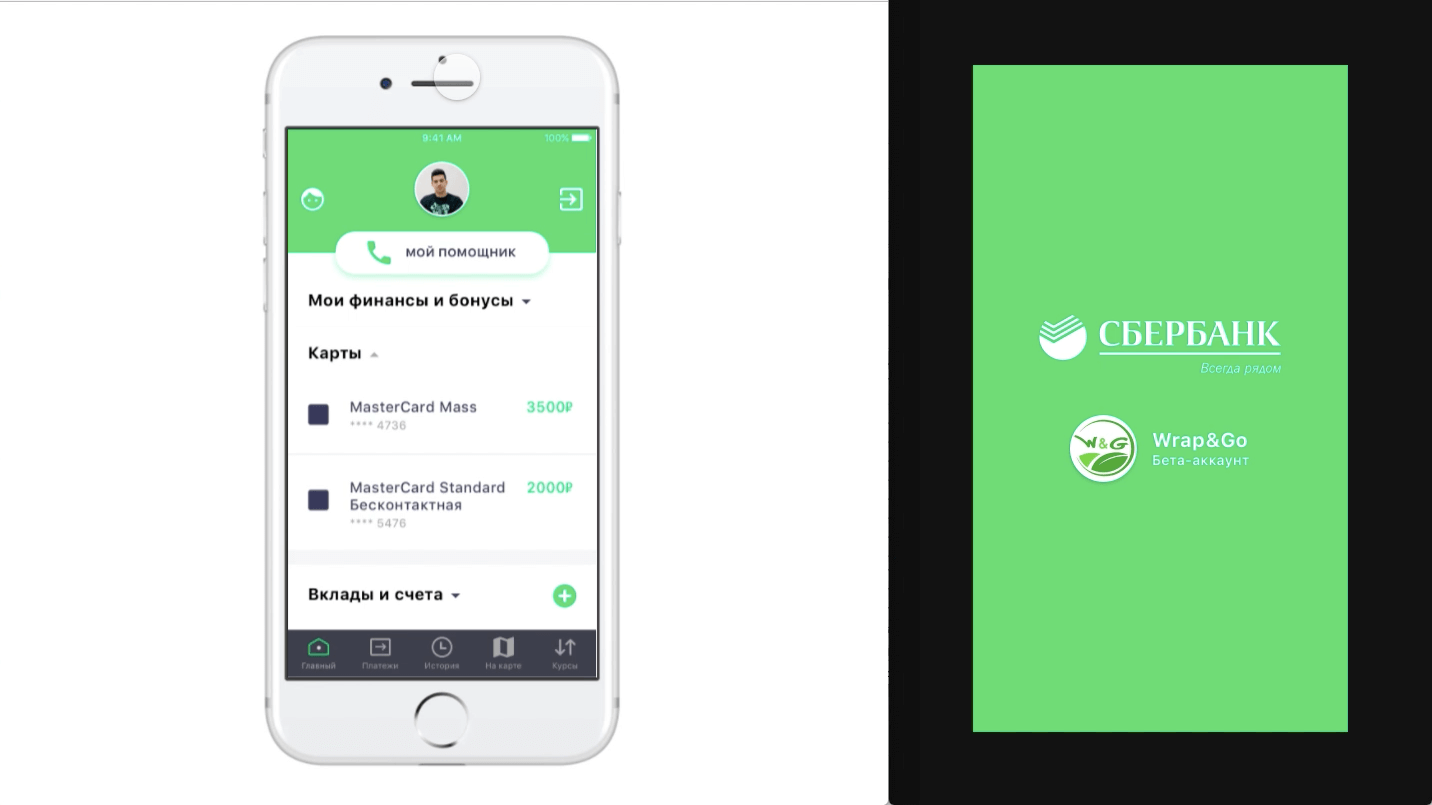 9:41 AM
100%
МОЙ ПОМОЩНИК
Мои финансы и бонусы
Карты
MasterCard Mass
3500₽
**** 4736
MasterCard Standard
2000₽
Бесконтактная
**** 5476
Вклады и счета
Главный
Платежи
История
На карте
Курсы
СБЕРБАНК
Всегда рядом
W&G
Wrap&Go
Бета-аккаунт